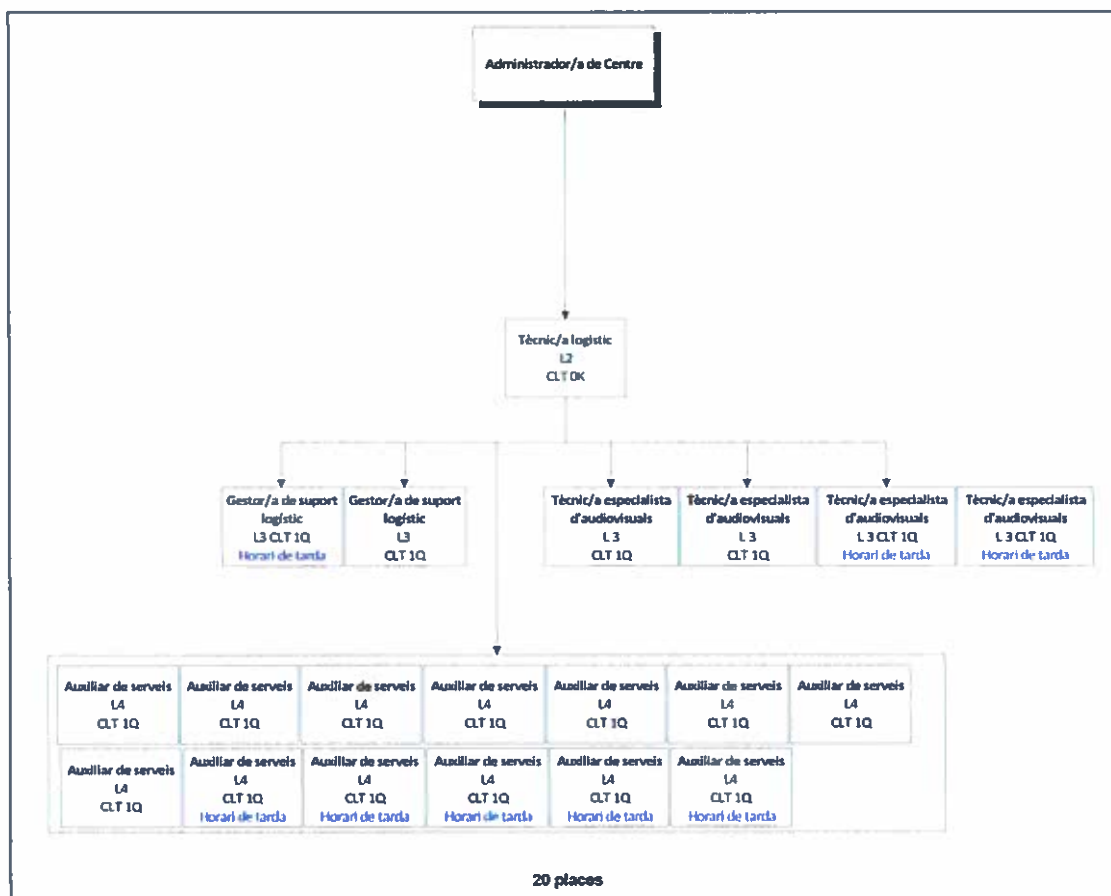 Administrador/a de Centre
Tècnic/a logístic
L2
CLT 0K
Gestor/a de suport
logístic
L3 CLT 1Q
Horari de tarda
Gestor/a de suport
logístic
L3
CLT 1Q
Tècnic/a especialista
d'audiovisuals
L 3
CLT 1Q
Tècnic/a especialista
d'audiovisuals
L 3
CLT 1Q
Tècnic/a especialista
d'audiovisuals
L 3 CLT 1Q
Horari de tarda
Tècnic/a especialista
d'audiovisuals
L 3 CLT 1Q
Horari de tarda
Auxiliar de serveis
L4
CLT 1Q
Auxiliar de serveis
L4
CLT 1Q
Auxiliar de serveis
L4
CLT 1Q
Auxiliar de serveis
L4
CLT 1Q
Auxiliar de serveis
L4
CLT 1Q
Auxiliar de serveis
L4
CLT 1Q
Auxiliar de serveis
L4
CLT 1Q
Auxiliar de serveis
L4
CLT 1Q
Auxiliar de serveis
L4
CLT 1Q
Horari de tarda
Auxiliar de serveis
L4
CLT 1Q
Horari de tarda
Auxiliar de serveis
L4
CLT 1Q
Horari de tarda
Auxiliar de serveis
L4
CLT 1Q
Horari de tarda
Auxiliar de serveis
L4
CLT 1Q
Horari de tarda
20 places